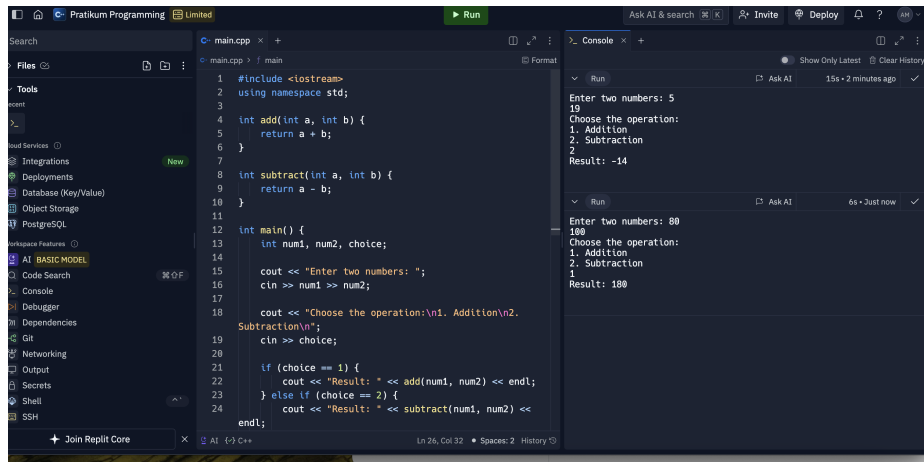 Pratikum Programming Limited
Run
Ask AI & search ⌘ K
Invite
Deploy
?
AM
Search
Files
Tools
ecent
oud Services
Integrations New
Deployments
Database (Key/Value)
Object Storage
PostgreSQL
orkspace Features
AI BASIC MODEL
Code Search ⌘⇧F
Console
Debugger
Dependencies
Git
Networking
Output
Secrets
Shell
SSH
Join Replit Core ×
main.cpp × +
main.cpp > main Format
1 #include <iostream>
2 using namespace std;
3
4 int add(int a, int b) {
5 return a + b;
6 }
7
8 int subtract(int a, int b) {
9 return a - b;
10 }
11
12 int main() {
13 int num1, num2, choice;
14
15 cout << "Enter two numbers: ";
16 cin >> num1 >> num2;
17
18 cout << "Choose the operation:\n1. Addition\n2.
Subtraction\n";
19 cin >> choice;
20
21 if (choice == 1) {
22 cout << "Result: " << add(num1, num2) << endl;
23 } else if (choice == 2) {
24 cout << "Result: " << subtract(num1, num2) <<
endl;
AI C++ Ln 26, Col 32 • Spaces: 2 History
Console × +
Show Only Latest Clear History
Run Ask AI 15s • 2 minutes ago
Enter two numbers: 5
19
Choose the operation:
1. Addition
2. Subtraction
2
Result: -14
Run Ask AI 6s • Just now
Enter two numbers: 80
100
Choose the operation:
1. Addition
2. Subtraction
1
Result: 180